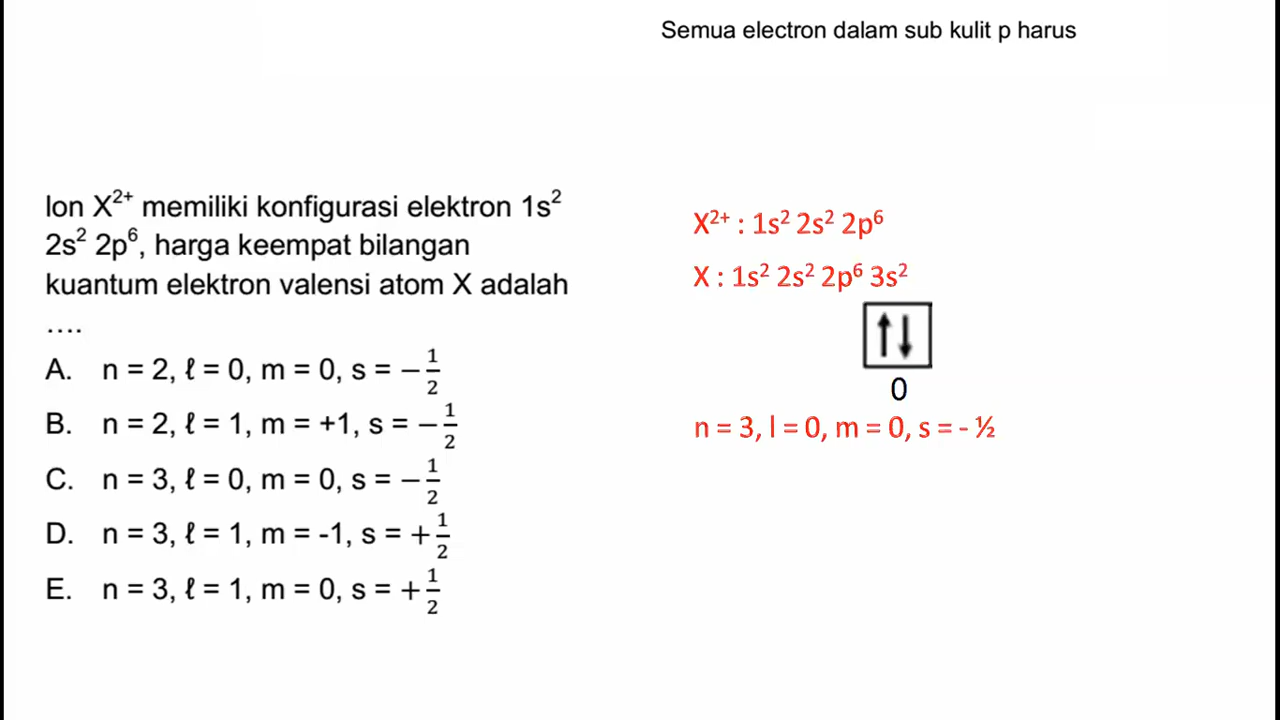 Semua electron dalam sub kulit p harus
Ion X²⁺ memiliki konfigurasi elektron 1s²
2s² 2p⁶, harga keempat bilangan
kuantum elektron valensi atom X adalah
....
A. n = 2, ℓ = 0, m = 0, s = −1/2
B. n = 2, ℓ = 1, m = +1, s = −1/2
C. n = 3, ℓ = 0, m = 0, s = −1/2
D. n = 3, ℓ = 1, m = -1, s = +1/2
E. n = 3, ℓ = 1, m = 0, s = +1/2
X²⁺ : 1s² 2s² 2p⁶
X : 1s² 2s² 2p⁶ 3s²
↑↓
0
n = 3, l = 0, m = 0, s = - ½